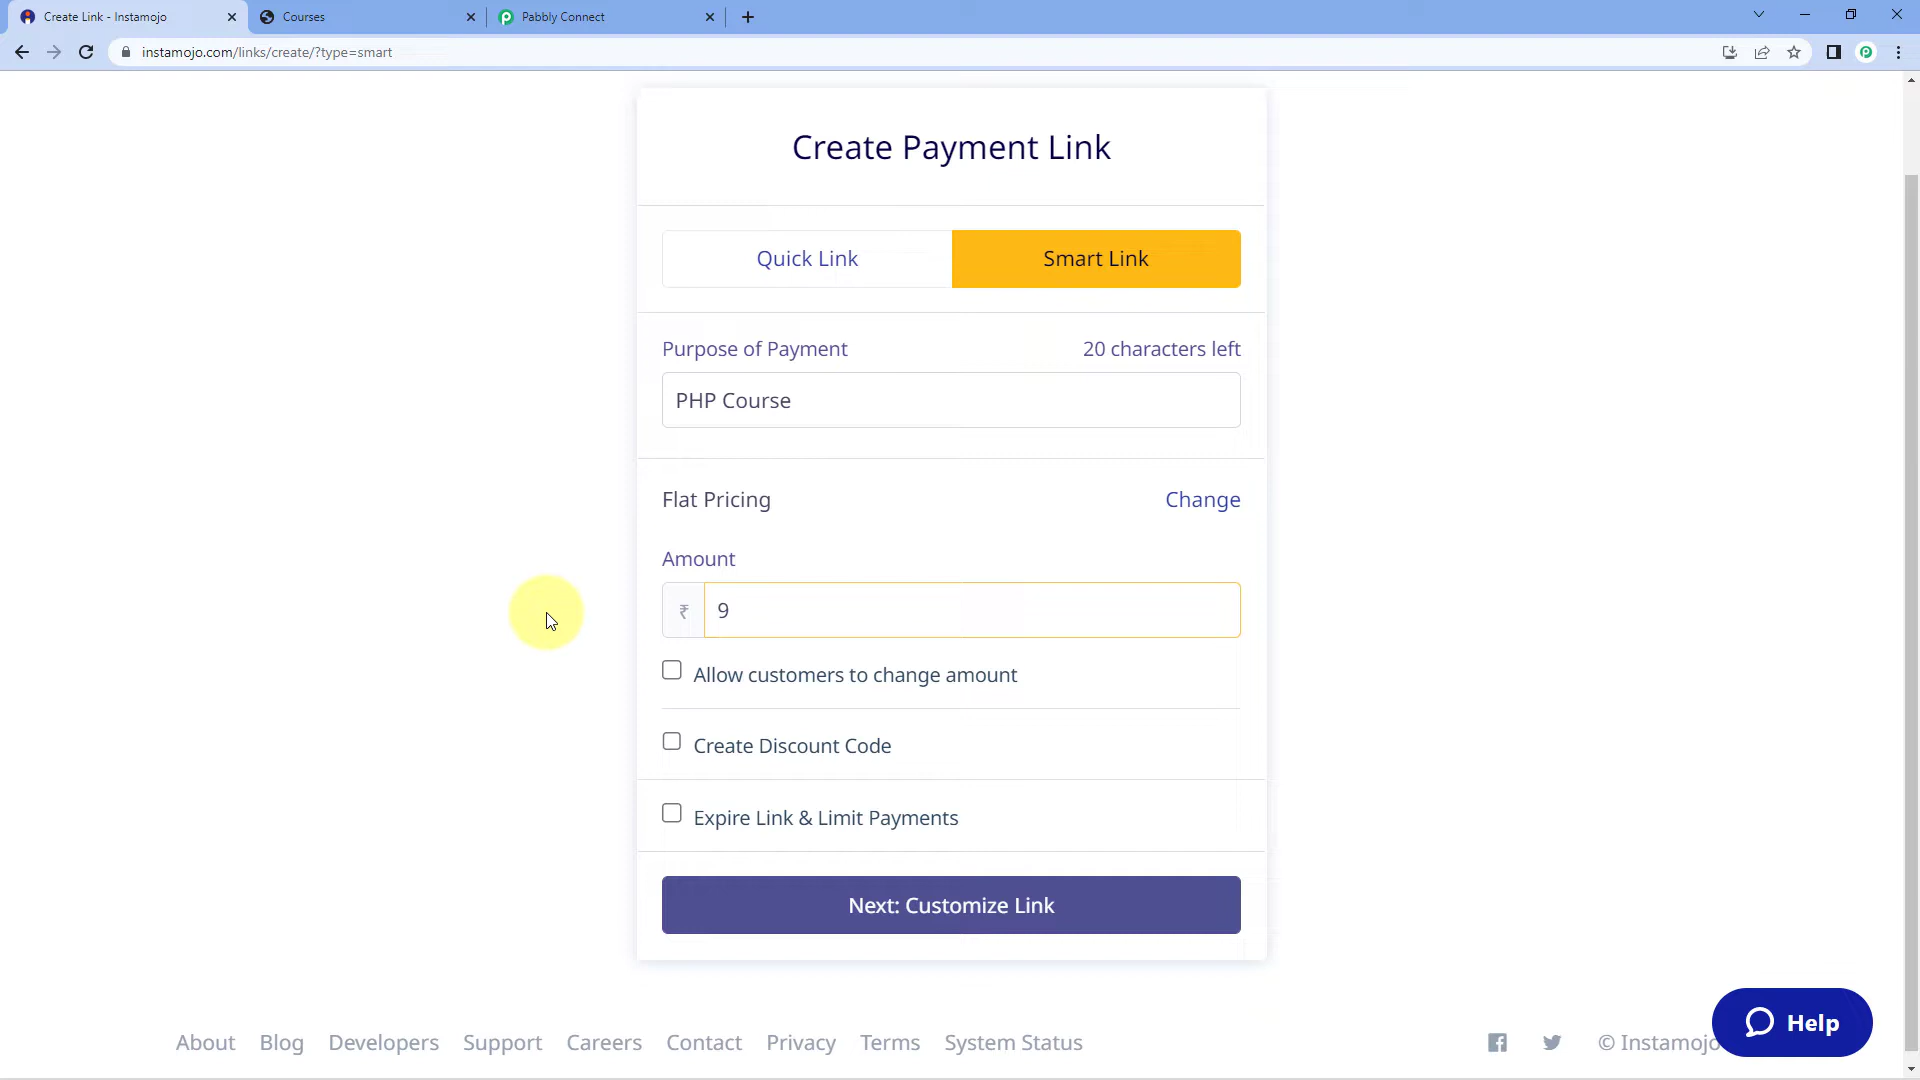 Create Link - Instamojo
Courses
Pabbly Connect
instamojo.com/links/create/?type=smart
Create Payment Link
Quick Link
Smart Link
Purpose of Payment
20 characters left
PHP Course
Flat Pricing
Change
Amount
₹
9
Allow customers to change amount
Create Discount Code
Expire Link & Limit Payments
Next: Customize Link
About
Blog
Developers
Support
Careers
Contact
Privacy
Terms
System Status
© Instamojo
Help